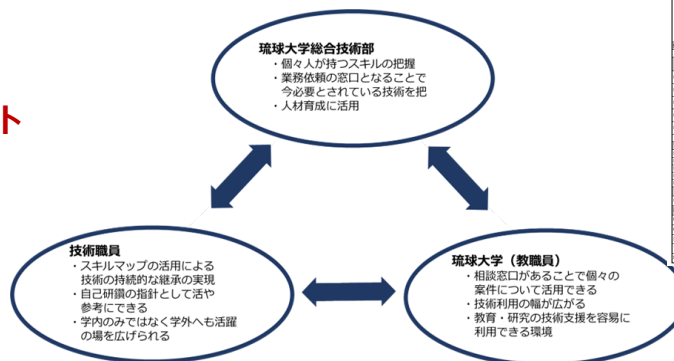 ト
琉球大学総合技術部
・個々人が持つスキルの把握
・業務依頼の窓口となることで
今必要とされている技術を把
・人材育成に活用
技術職員
・スキルマップの活用による
技術の持続的な継承の実現
・自己研鑽の指針として活や
参考にできる
・学内のみではなく学外へも活躍
の場を広げられる
琉球大学（教職員）
・相談窓口があることで個々の
案件について活用できる
・技術利用の幅が広がる
・教育・研究の技術支援を容易に
利用できる環境